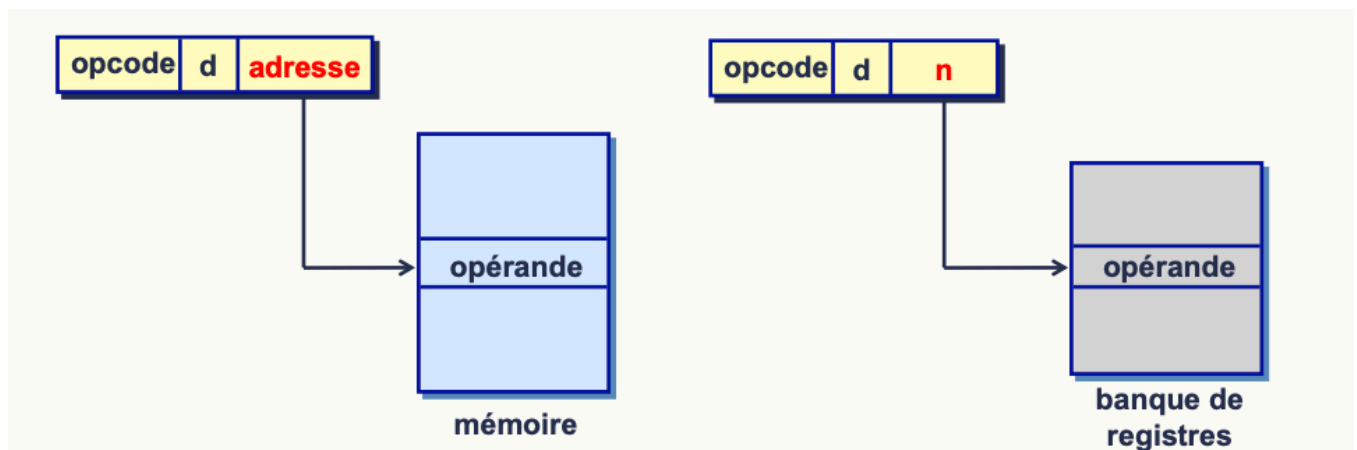 opcode d adresse
opérande
mémoire
opcode d n
opérande
banque de
registres